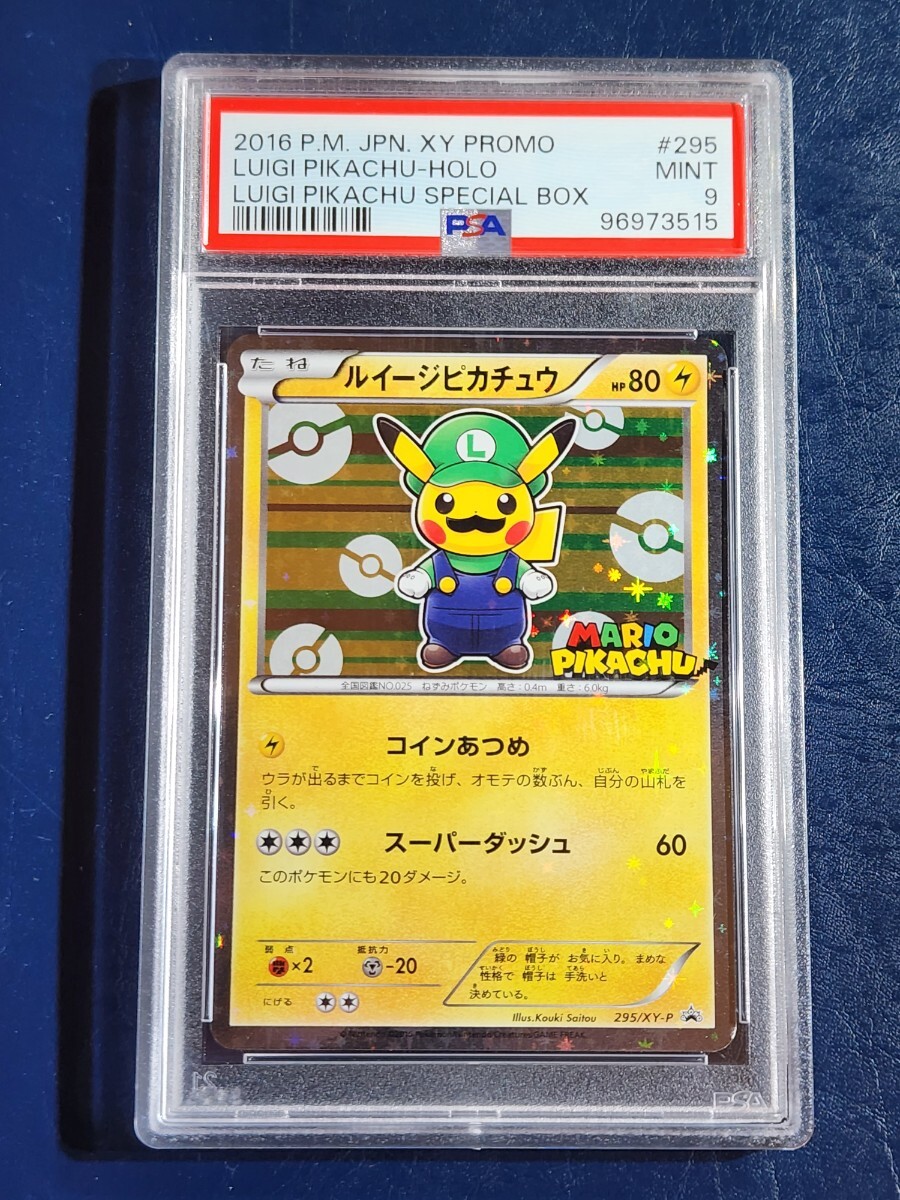 2016 P.M. JPN. XY PROMO #295
LUIGI PIKACHU-HOLO MINT
LUIGI PIKACHU SPECIAL BOX 9
PSA 96973515
たね ルイージピカチュウ HP80
L
MARIO
PIKACHU
全国図鑑NO.025 ねずみポケモン 高さ:0.4m 重さ:6.0kg
コインあつめ
ウラが出るまでコインを投げ、オモテの数ぶん、自分の山札を
引く。
スーパーダッシュ 60
このポケモンにも20ダメージ。
弱点 抵抗力
×2 -20
にげる
緑の 帽子が お気に入り。 まめな
性格で 帽子は 手洗いと
決めている。
Illus.Kouki Saitou 295/XY-P
PSA